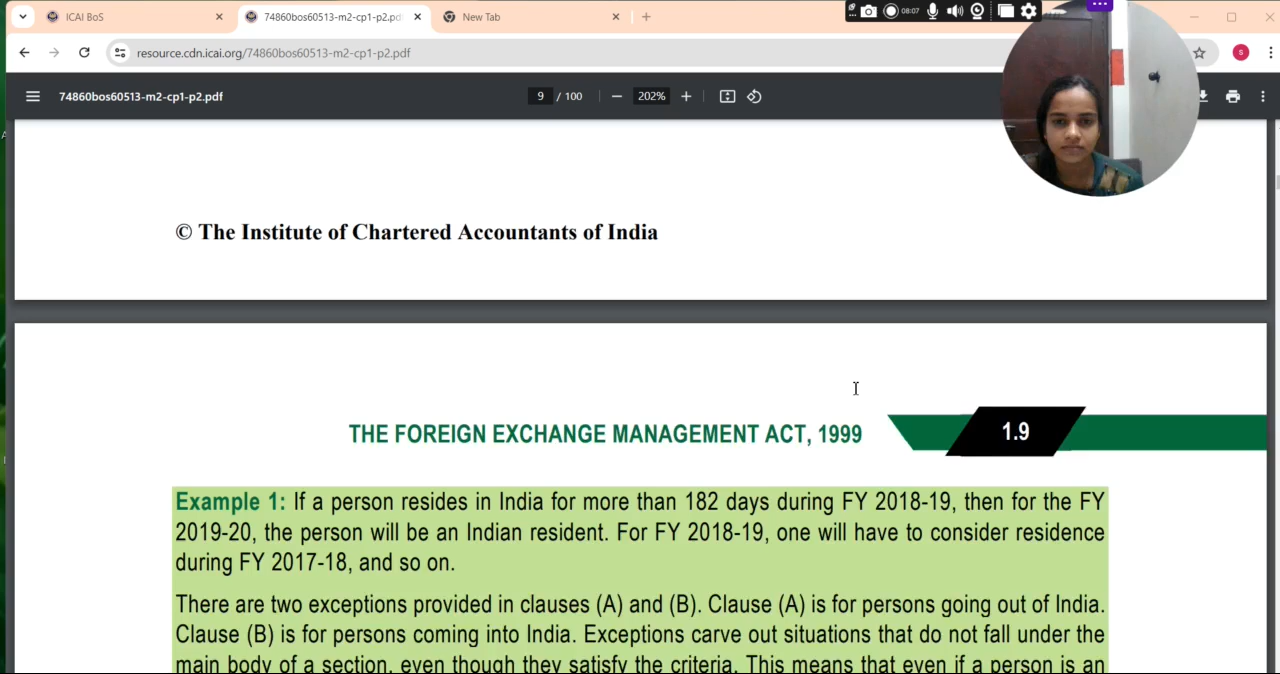 ICAI BoS
74860bos60513-m2-cp1-p2.pd
New Tab
08:07
resource.cdn.icai.org/74860bos60513-m2-cp1-p2.pdf
S
74860bos60513-m2-cp1-p2.pdf
9 / 100
202%
© The Institute of Chartered Accountants of India
THE FOREIGN EXCHANGE MANAGEMENT ACT, 1999
1.9
Example 1: If a person resides in India for more than 182 days during FY 2018-19, then for the FY
2019-20, the person will be an Indian resident. For FY 2018-19, one will have to consider residence
during FY 2017-18, and so on.
There are two exceptions provided in clauses (A) and (B). Clause (A) is for persons going out of India.
Clause (B) is for persons coming into India. Exceptions carve out situations that do not fall under the
main body of a section, even though they satisfy the criteria. This means that even if a person is an